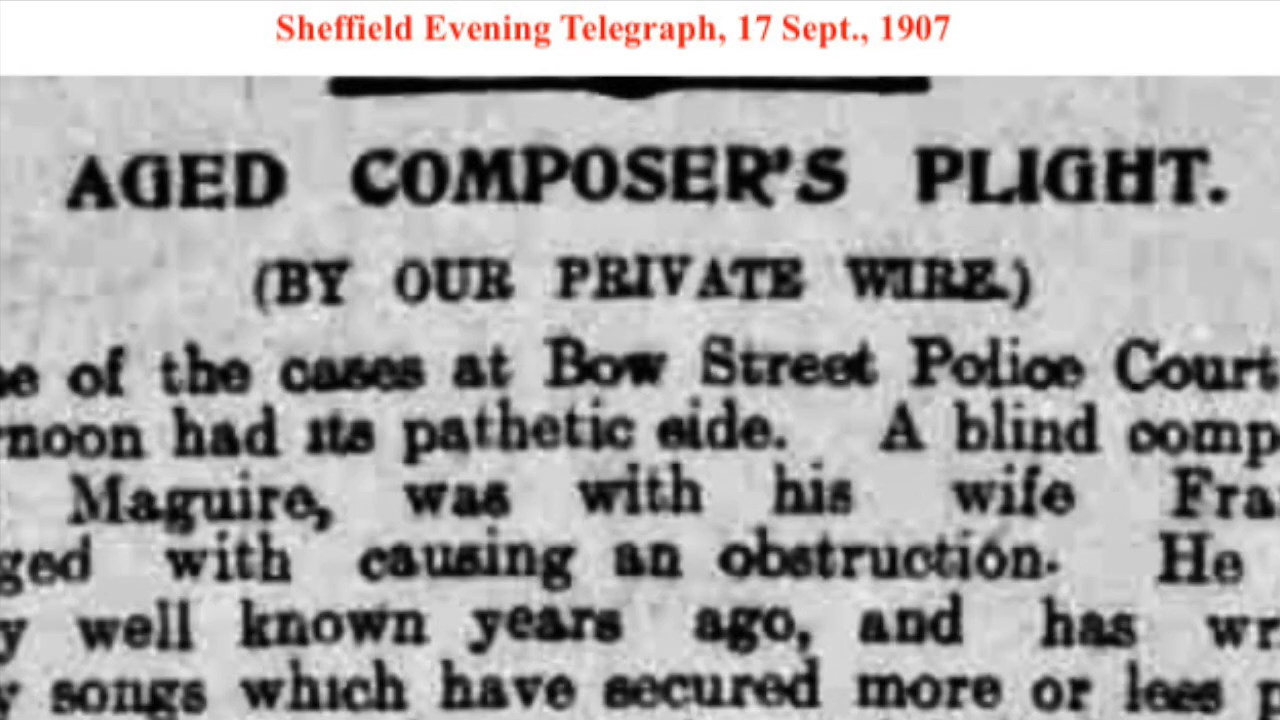 Sheffield Evening Telegraph, 17 Sept., 1907
AGED COMPOSER'S PLIGHT.
(BY OUR PRIVATE WIRE.)
of the cases at Bow Street Police Court
noon had its pathetic side. A blind comp
Maguire, was with his wife Fra
ged with causing an obstruction. He
y well known years ago, and has wr
y songs which have secured more or less p